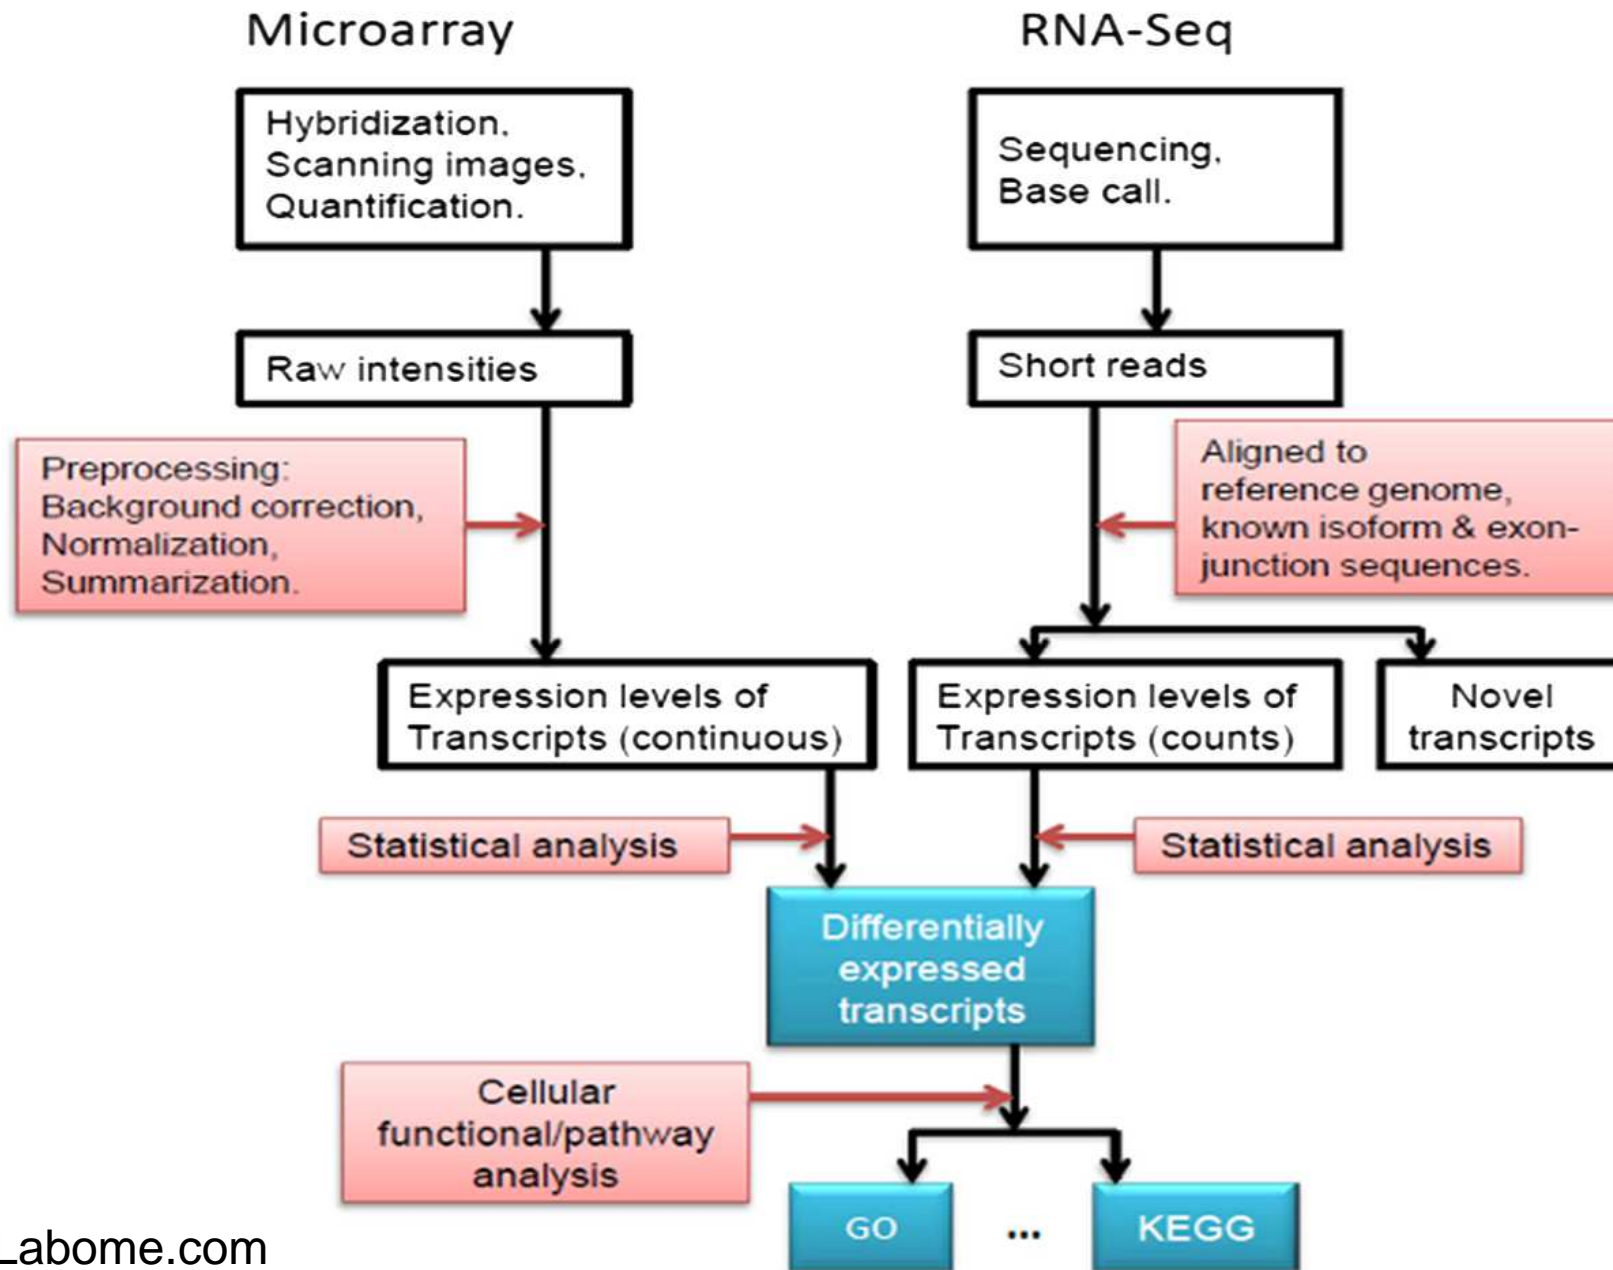 Microarray
RNA-Seq
Hybridization,
Scanning images,
Quantification.
Sequencing,
Base call.
Raw intensities
Short reads
Preprocessing:
Background correction,
Normalization,
Summarization.
Aligned to
reference genome,
known isoform & exon-
junction sequences.
Expression levels of
Transcripts (continuous)
Expression levels of
Transcripts (counts)
Novel
transcripts
Statistical analysis
Statistical analysis
Differentially
expressed
transcripts
Cellular
functional/pathway
analysis
GO
...
KEGG
Labome.com